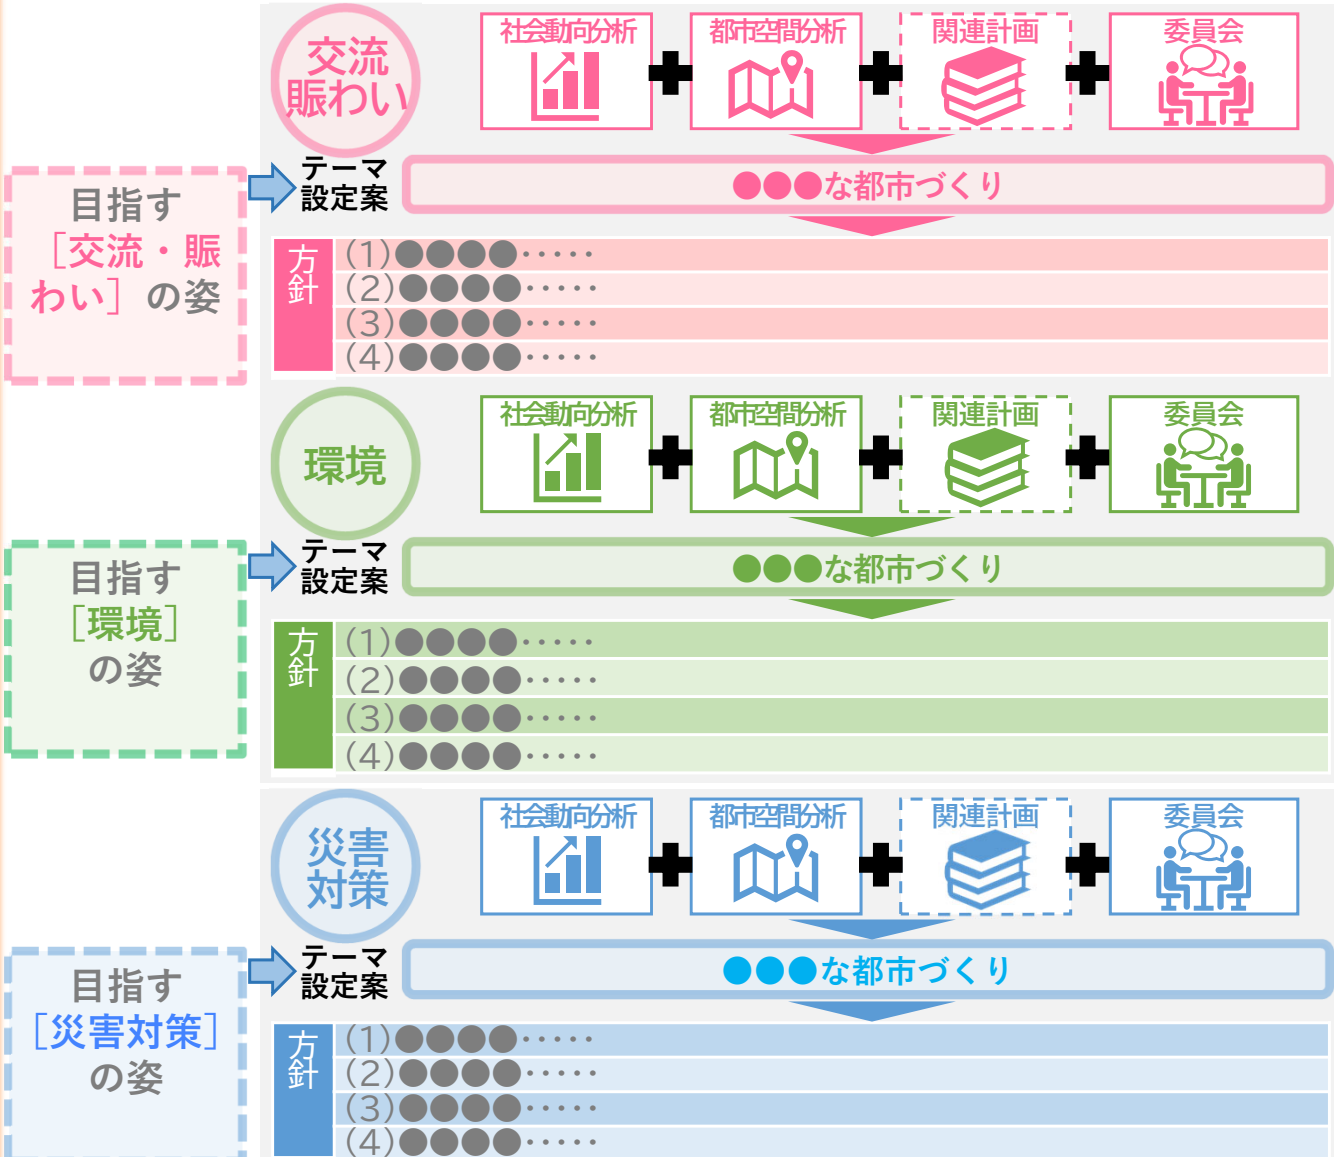 交流
賑わい
社会動向分析
都市空間分析
関連計画
委員会
目指す
［交流・賑
わい］の姿
テーマ
設定案
●●●な都市づくり
方針
(1)●●●●‥‥‥
(2)●●●●‥‥‥
(3)●●●●‥‥‥
(4)●●●●‥‥‥
環境
社会動向分析
都市空間分析
関連計画
委員会
目指す
［環境］
の姿
テーマ
設定案
●●●な都市づくり
方針
(1)●●●●‥‥‥
(2)●●●●‥‥‥
(3)●●●●‥‥‥
(4)●●●●‥‥‥
災害
対策
社会動向分析
都市空間分析
関連計画
委員会
目指す
［災害対策］
の姿
テーマ
設定案
●●●な都市づくり
方針
(1)●●●●‥‥‥
(2)●●●●‥‥‥
(3)●●●●‥‥‥
(4)●●●●‥‥‥